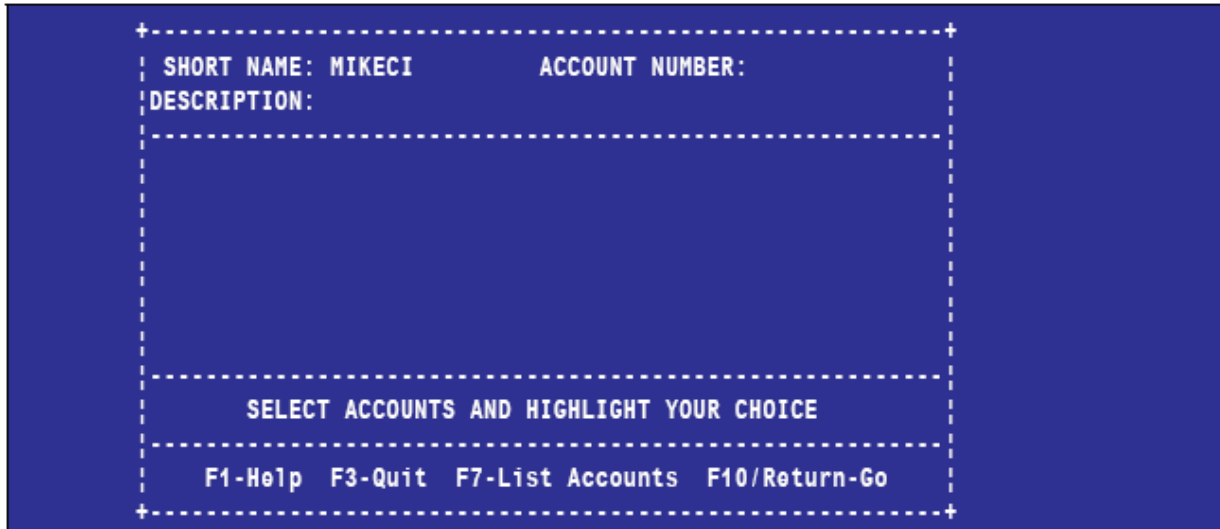 SHORT NAME: MIKECI ACCOUNT NUMBER:
DESCRIPTION:
SELECT ACCOUNTS AND HIGHLIGHT YOUR CHOICE
F1-Help F3-Quit F7-List Accounts F10/Return-Go